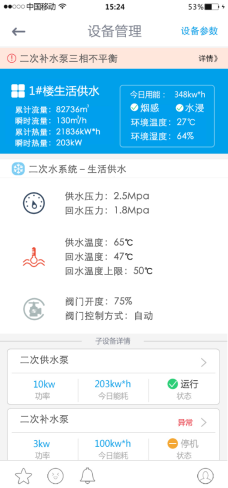 中国移动 15:24 53%
设备管理 设备参数
二次补水泵三相不平衡 详情》
1#楼生活供水
累计流量：82736m³
瞬时流量：130m³/h
累计热量：21836kW*h
瞬时热量：203kW
今日用能： 348kw*h
烟感 水浸
环境温度：27℃
环境湿度：64%
二次水系统－生活供水
供水压力：2.5Mpa
回水压力：1.8Mpa
供水温度：65℃
回水温度：47℃
回水温度上限：50℃
阀门开度：75%
阀门控制方式：自动
子设备详情
二次供水泵
10kw 203kw*h 运行
功率 今日能耗 状态
二次补水泵 异常
3kw 100kw*h 停机
功率 今日能耗 状态